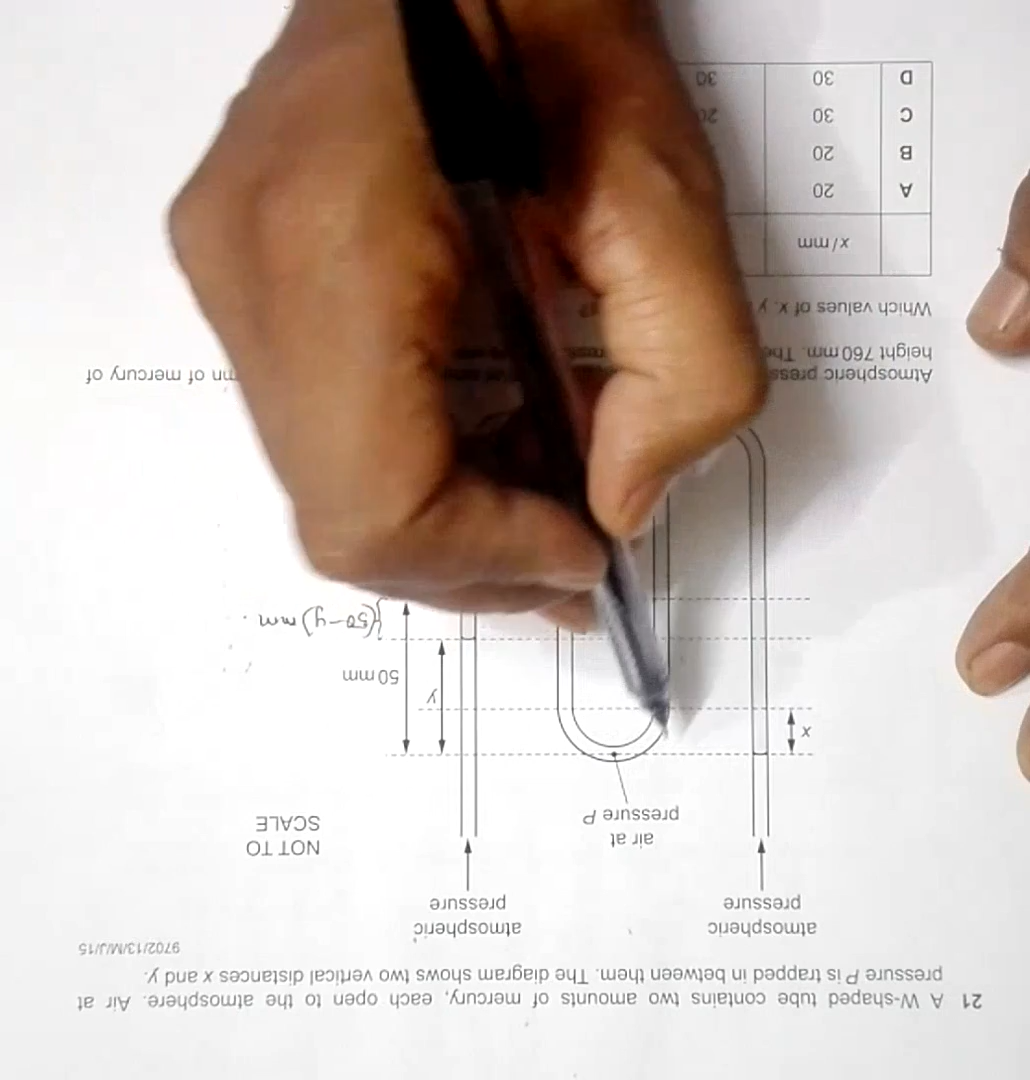 21 A W-shaped tube contains two amounts of mercury, each open to the atmosphere. Air at
pressure P is trapped in between them. The diagram shows two vertical distances x and y.
9702/13/M/J/15
atmospheric
pressure
atmospheric
pressure
air at
pressure P
NOT TO
SCALE
x
y
50 mm
(50-y) mm.
Atmospheric press
mn of mercury of
height 760 mm. The
Which values of x, y
x/mm
A 20
B 20
C 30 20
D 30 30